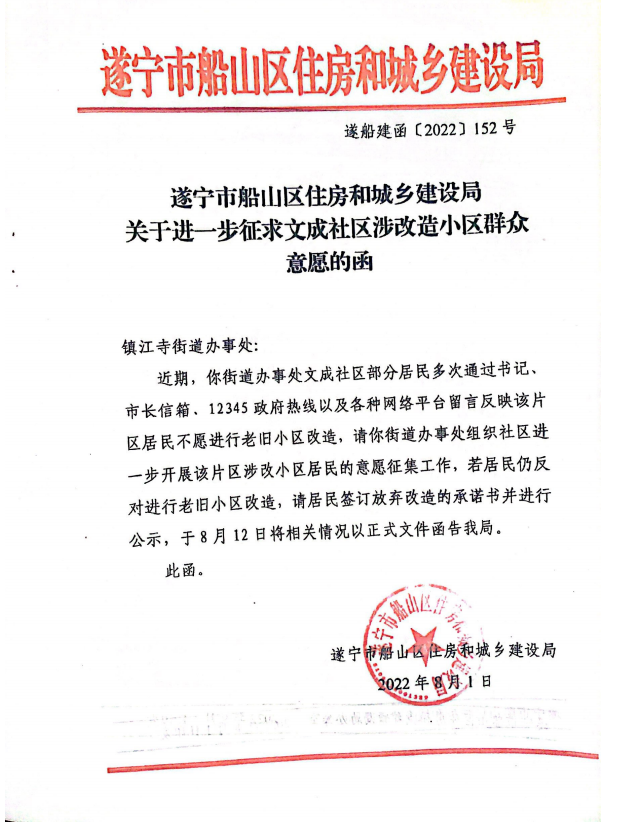 遂宁市船山区住房和城乡建设局
遂船建函〔2022〕152号
遂宁市船山区住房和城乡建设局
关于进一步征求文成社区涉改造小区群众
意愿的函
镇江寺街道办事处：
近期，你街道办事处文成社区部分居民多次通过书记、
市长信箱、12345政府热线以及各种网络平台留言反映该片
区居民不愿进行老旧小区改造，请你街道办事处组织社区进
一步开展该片区涉改小区居民的意愿征集工作，若居民仍反
对进行老旧小区改造，请居民签订放弃改造的承诺书并进行
公示，于8月12日将相关情况以正式文件函告我局。
此函。
遂宁市船山区住房和城乡建设局
2022年8月1日